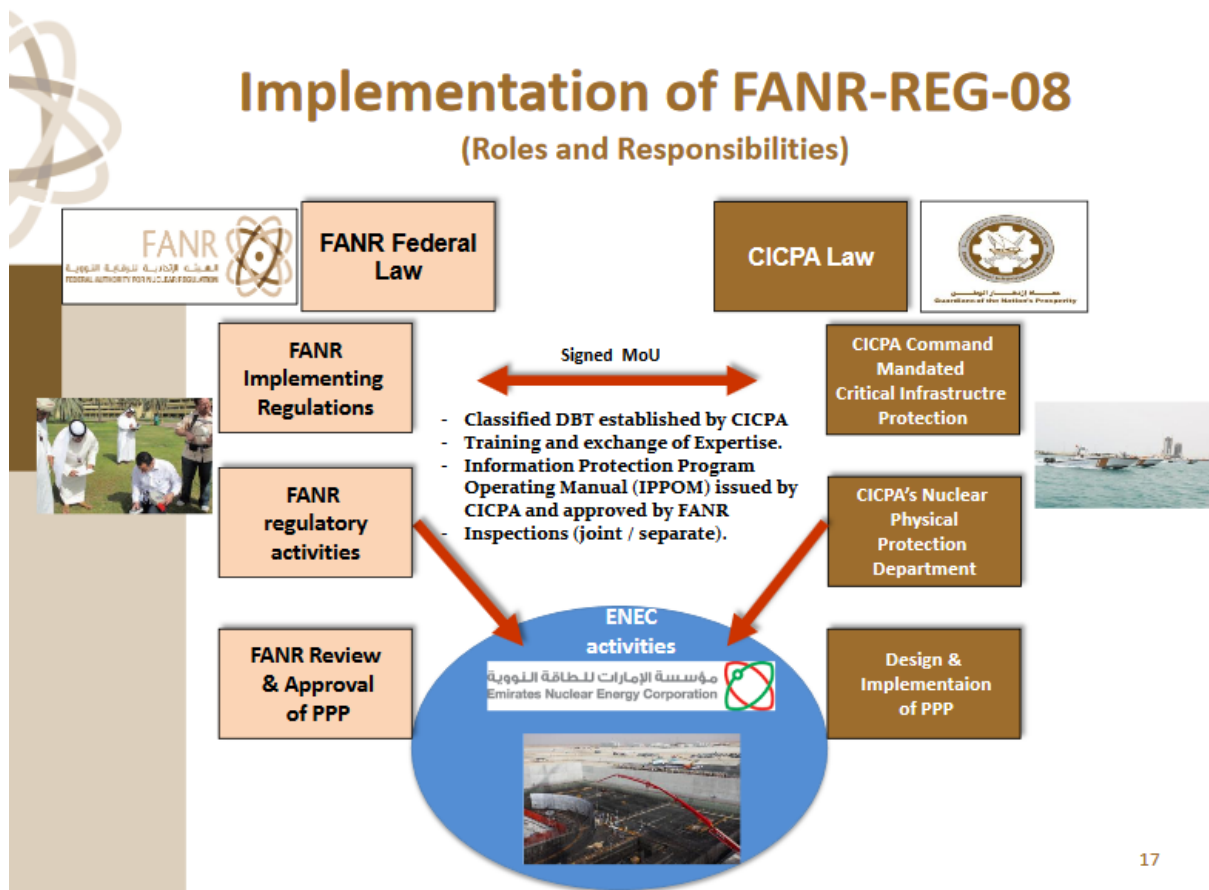 Implementation of FANR-REG-08
(Roles and Responsibilities)
FANR
الهيئة الاتحادية للرقابة النووية
FEDERAL AUTHORITY FOR NUCLEAR REGULATION
FANR Federal
Law
CICPA Law
حماة ازدهار الوطن
Guardians of the Nation's Prosperity
FANR
Implementing
Regulations
Signed MoU
CICPA Command
Mandated
Critical Infrastructre
Protection
- Classified DBT established by CICPA
- Training and exchange of Expertise.
- Information Protection Program
Operating Manual (IPPOM) issued by
CICPA and approved by FANR
- Inspections (joint / separate).
FANR
regulatory
activities
CICPA's Nuclear
Physical
Protection
Department
ENEC
activities
مؤسسة الإمارات للطاقة النووية
Emirates Nuclear Energy Corporation
FANR Review
& Approval
of PPP
Design &
Implementaion
of PPP
17